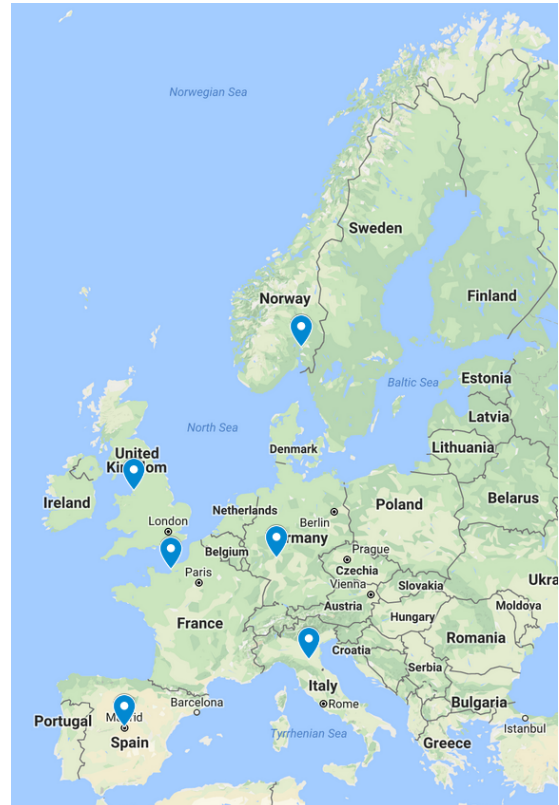 Norwegian Sea
Sweden
Norway
Finland
Baltic Sea
Estonia
North Sea
Latvia
Denmark
Lithuania
United
Kingdom
Ireland
Belarus
Poland
Netherlands
London
Berlin
Belgium
Prague
Paris
Czechia
Vienna
Slovakia
Austria
Moldova
Hungary
France
Romania
Croatia
Serbia
Italy
Barcelona
Rome
Bulgaria
Portugal
Istanbul
Tyrrhenian Sea
Spain
Greece